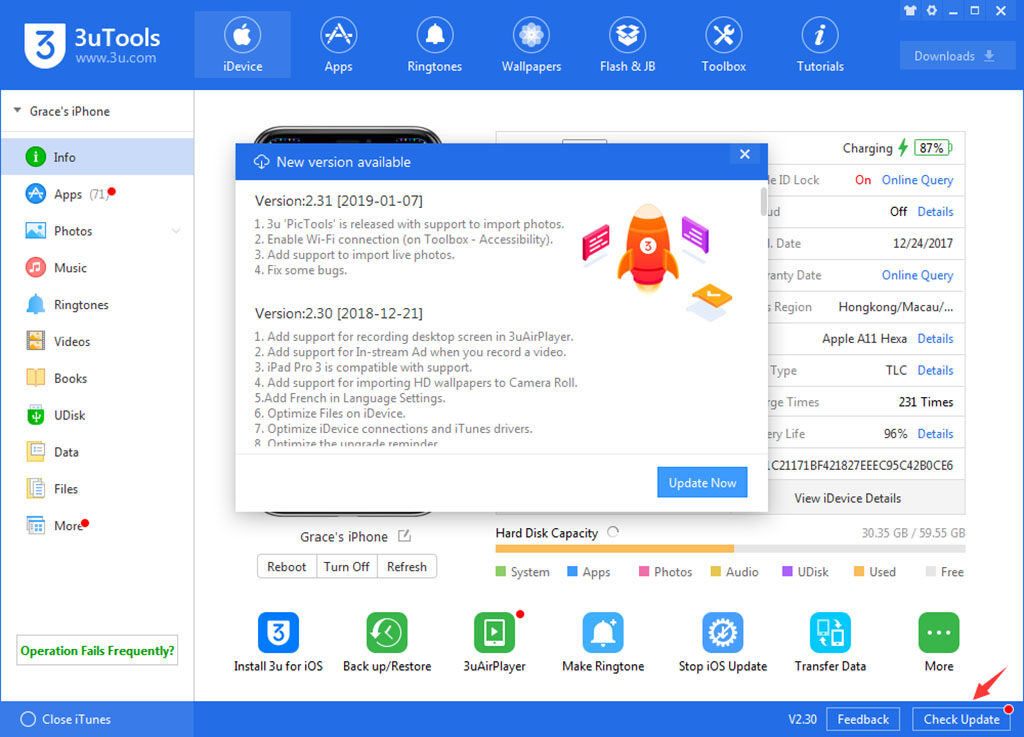 3 3uTools
www.3u.com
iDevice
Apps
Ringtones
Wallpapers
Flash & JB
Toolbox
Tutorials
Downloads
Grace's iPhone
Info
Apps (71)
Photos
Music
Ringtones
Videos
Books
UDisk
Data
Files
More
Operation Fails Frequently?
Close iTunes
New version available
Version:2.31 [2019-01-07]
1. 3u 'PicTools' is released with support to import photos.
2. Enable Wi-Fi connection (on Toolbox - Accessibility).
3. Add support to import live photos.
4. Fix some bugs.
3
Version:2.30 [2018-12-21]
1. Add support for recording desktop screen in 3uAirPlayer.
2. Add support for In-stream Ad when you record a video.
3. iPad Pro 3 is compatible with support.
4. Add support for importing HD wallpapers to Camera Roll.
5.Add French in Language Settings.
6. Optimize Files on iDevice.
7. Optimize iDevice connections and iTunes drivers.
8. Optimize the upgrade reminder
Update Now
Charging 87%
e ID Lock On Online Query
ud Off Details
. Date 12/24/2017
ranty Date Online Query
s Region Hongkong/Macau/...
Apple A11 Hexa Details
Type TLC Details
rge Times 231 Times
ery Life 96% Details
1C21171BF421827EEEC95C42B0CE6
View iDevice Details
Grace's iPhone
Reboot Turn Off Refresh
Hard Disk Capacity 30.35 GB / 59.55 GB
System Apps Photos Audio UDisk Used Free
3
Install 3u for iOS
Back up/Restore
3uAirPlayer
Make Ringtone
Stop iOS Update
Transfer Data
More
V2.30 Feedback Check Update